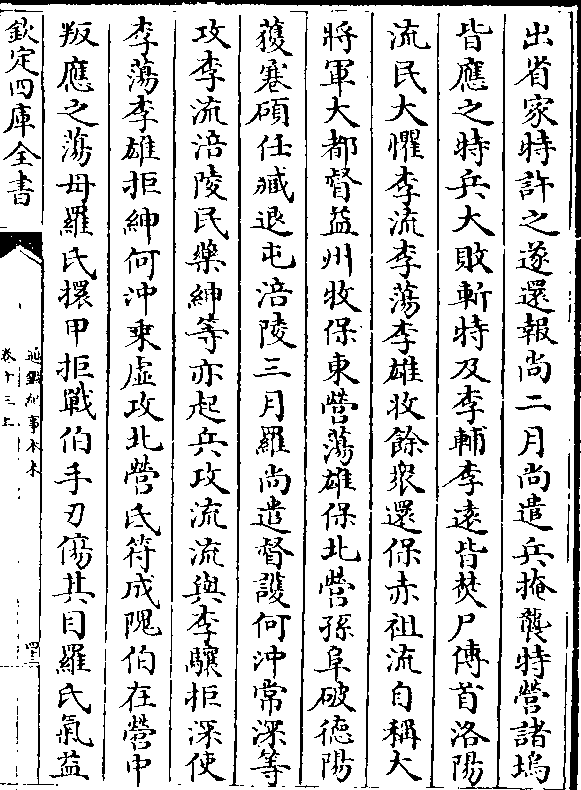 出省家特許之遂還報尚二月尚遣兵掩襲特營諸塢
皆應之特兵大敗斬特及李輔李遠皆焚尸傳首洛陽
流民大懼李流李蕩李雄收餘衆還保赤祖流自稱大
將軍大都督益州牧保東營蕩雄保北營孫阜破德陽
獲蹇碩任臧退屯涪陵三月羅尚遣督護何沖常深等
攻李流涪陵民藥紳等亦起兵攻流流與李驤拒深使
李蕩李雄拒紳何沖乘虛攻北營氐符成隗伯在營中
叛應之蕩母羅氏擐甲拒戰伯手刃傷其目羅氏氣益
欽定四庫全書
通鑑紀事本末
卷十三上
四三